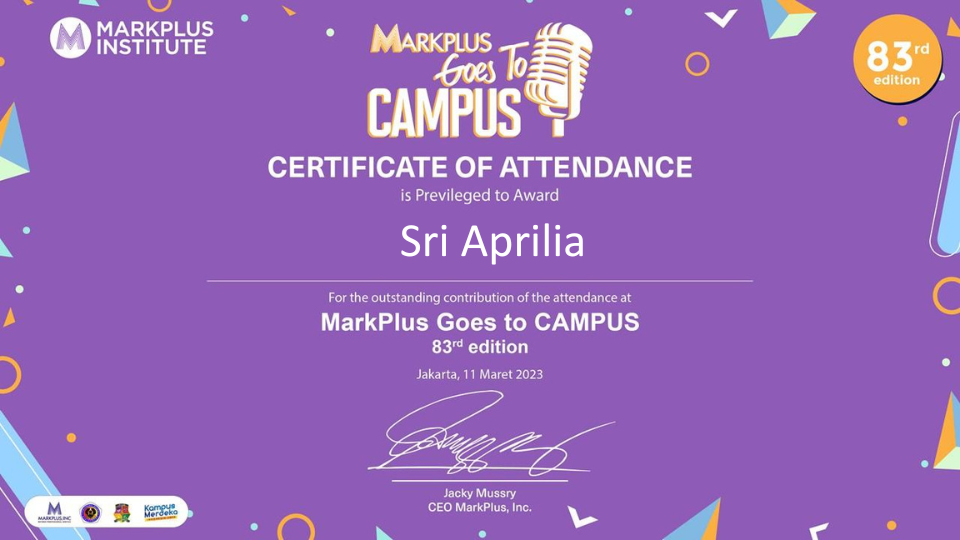 MARKPLUS
INSTITUTE
MARKPLUS
Goes To
CAMPUS
83rd
edition
CERTIFICATE OF ATTENDANCE
is Previleged to Award
Sri Aprilia
For the outstanding contribution of the attendance at
MarkPlus Goes to CAMPUS
83rd edition
Jakarta, 11 Maret 2023
Jacky Mussry
CEO MarkPlus, Inc.
MARKPLUS, INC
Kampus
Merdeka